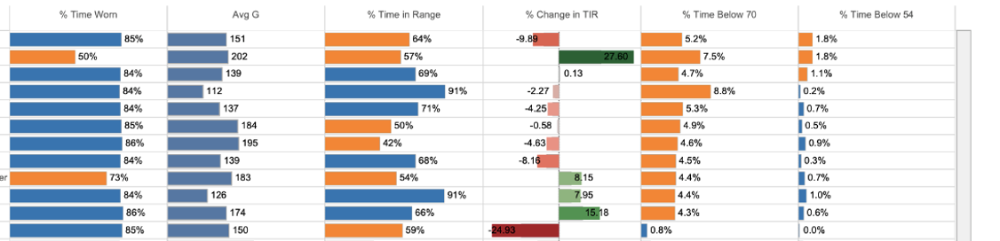 % Time Worn Avg G % Time in Range % Change in TIR % Time Below 70 % Time Below 54
85% 151 64% -9.89 5.2% 1.8%
50% 202 57% 27.60 7.5% 1.8%
84% 139 69% 0.13 4.7% 1.1%
84% 112 91% -2.27 8.8% 0.2%
84% 137 71% -4.25 5.3% 0.7%
85% 184 50% -0.58 4.9% 0.5%
86% 195 42% -4.63 4.6% 0.9%
84% 139 68% -8.16 4.5% 0.3%
er 73% 183 54% 8.15 4.4% 0.7%
84% 126 91% 7.95 4.4% 1.0%
86% 174 66% 15.18 4.3% 0.6%
85% 150 59% -24.93 0.8% 0.0%